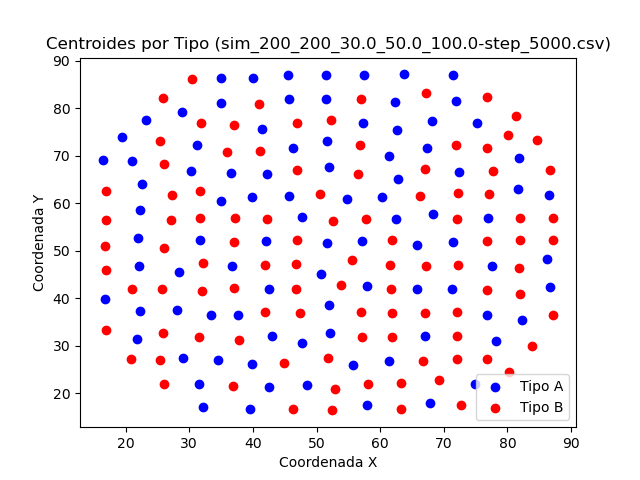 Centroides por Tipo (sim_200_200_30.0_50.0_100.0-step_5000.csv)
90
80
70
60
50
40
30
20
Coordenada Y
20 30 40 50 60 70 80 90
Coordenada X
Tipo A
Tipo B